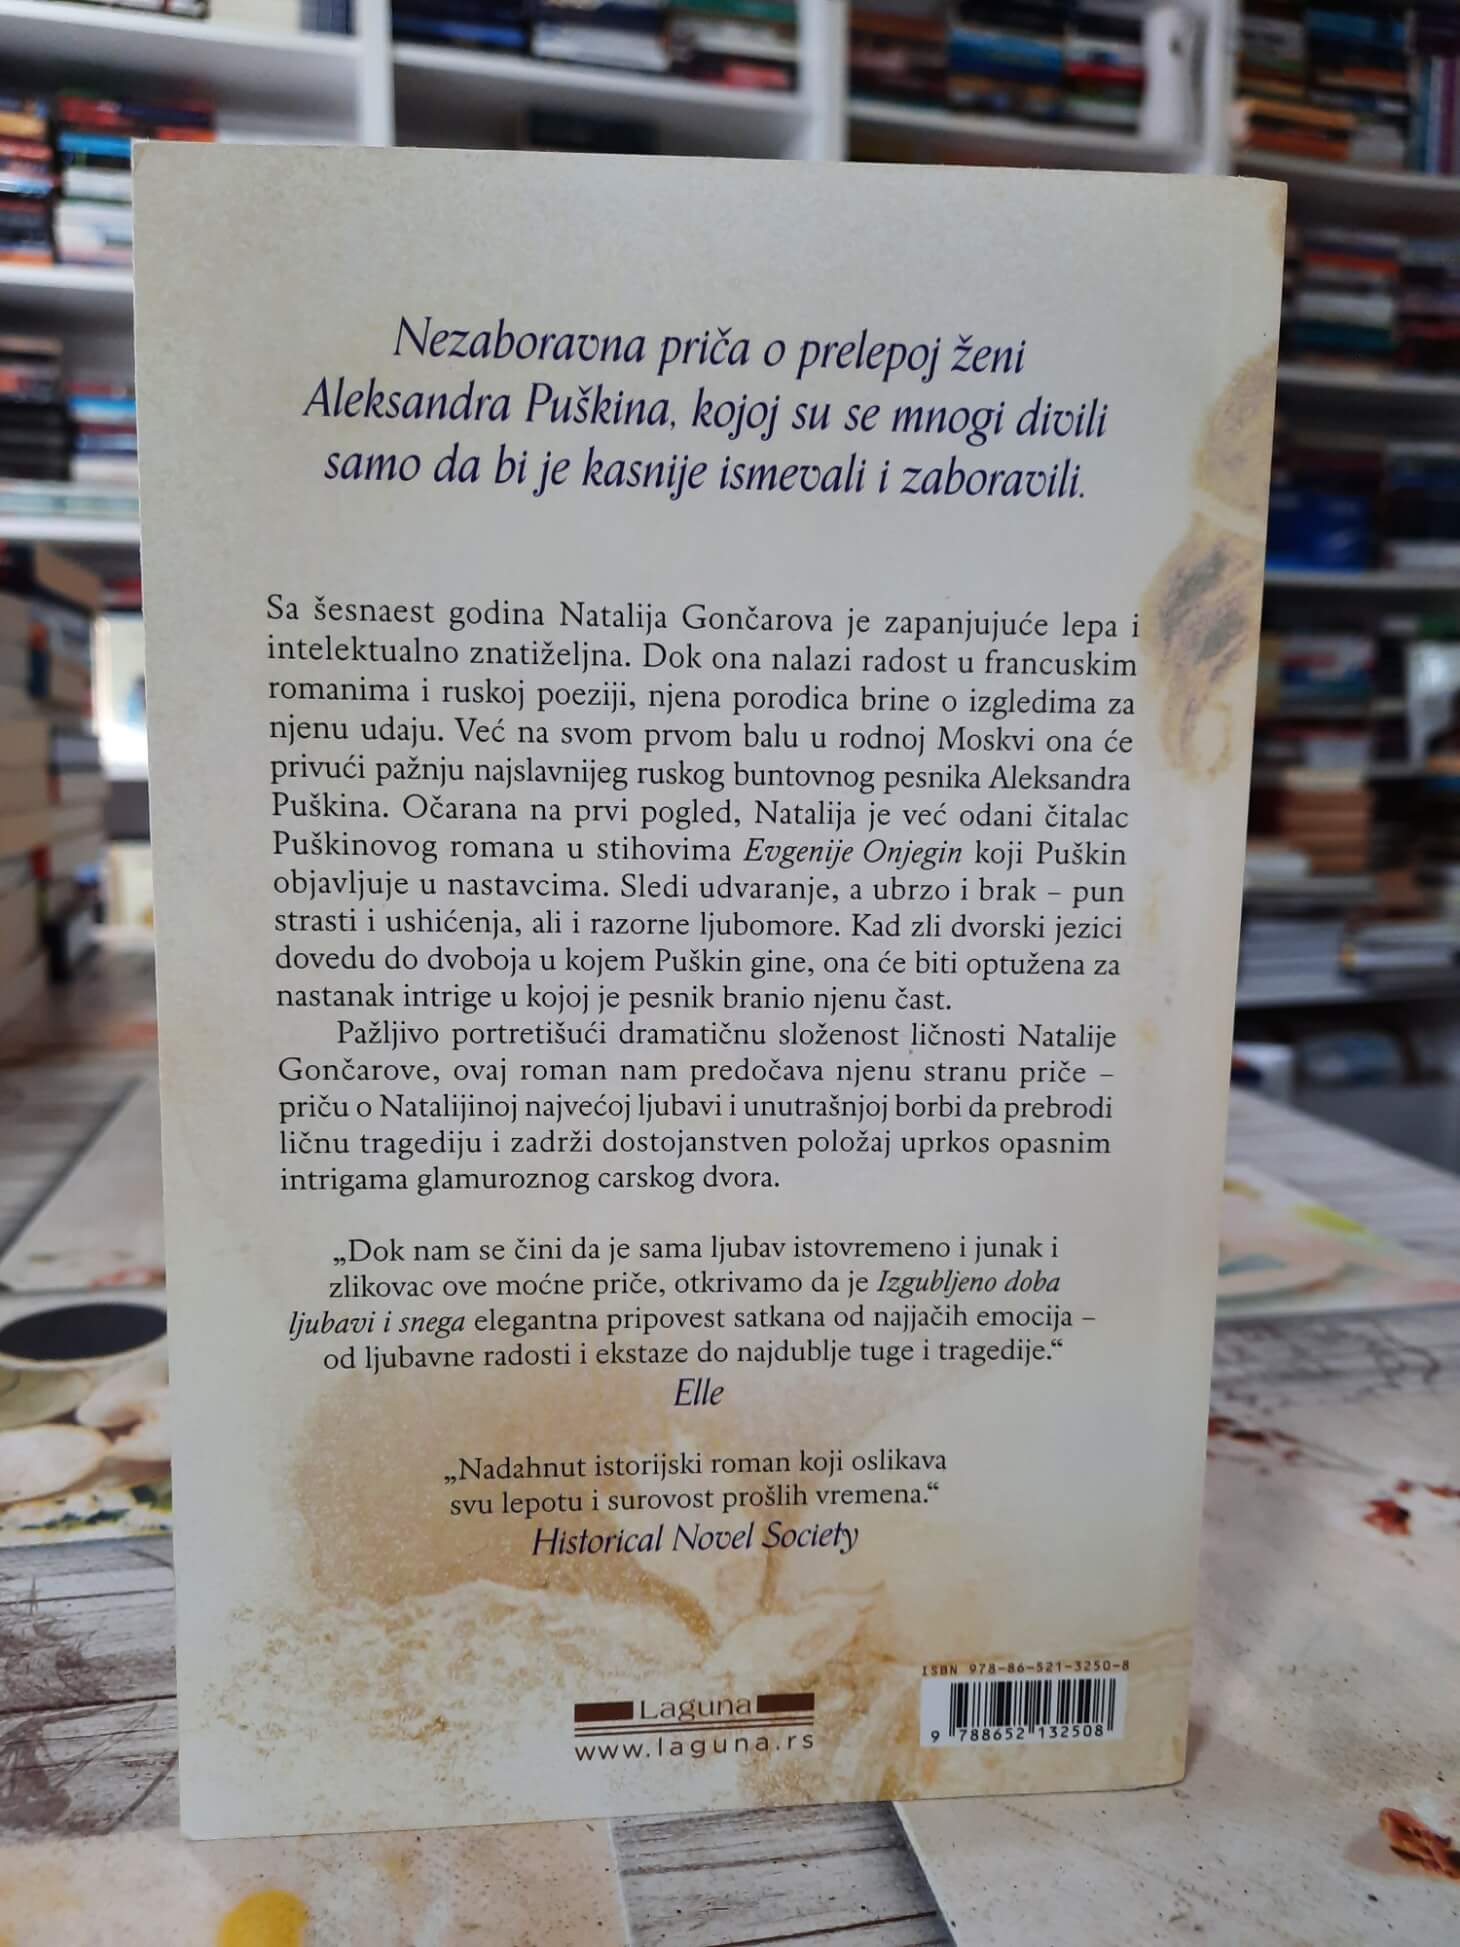 Nezaboravna priča o prelepoj ženi
Aleksandra Puškina, kojoj su se mnogi divili
samo da bi je kasnije ismevali i zaboravili.
Sa šesnaest godina Natalija Gončarova je zapanjujuće lepa i
intelektualno znatiželjna. Dok ona nalazi radost u francuskim
romanima i ruskoj poeziji, njena porodica brine o izgledima za
njenu udaju. Već na svom prvom balu u rodnoj Moskvi ona će
privući pažnju najslavnijeg ruskog buntovnog pesnika Aleksandra
Puškina. Očarana na prvi pogled, Natalija je već odani čitalac
Puškinovog romana u stihovima Evgenije Onjegin koji Puškin
objavljuje u nastavcima. Sledi udvaranje, a ubrzo i brak – pun
strasti i ushićenja, ali i razorne ljubomore. Kad zli dvorski jezici
dovedu do dvoboja u kojem Puškin gine, ona će biti optužena za
nastanak intrige u kojoj je pesnik branio njenu čast.
Pažljivo portretišući dramatičnu složenost ličnosti Natalije
Gončarove, ovaj roman nam predočava njenu stranu priče –
priču o Natalijinoj najvećoj ljubavi i unutrašnjoj borbi da prebrodi
ličnu tragediju i zadrži dostojanstven položaj uprkos opasnim
intrigama glamuroznog carskog dvora.
„Dok nam se čini da je sama ljubav istovremeno i junak i
zlikovac ove moćne priče, otkrivamo da je Izgubljeno doba
ljubavi i snega elegantna pripovest satkana od najjačih emocija –
od ljubavne radosti i ekstaze do najdublje tuge i tragedije.“
Elle
„Nadahnut istorijski roman koji oslikava
svu lepotu i surovost prošlih vremena.“
Historical Novel Society
ISBN 978-86-521-3250-8
Laguna
www.laguna.rs
9 788652 132508